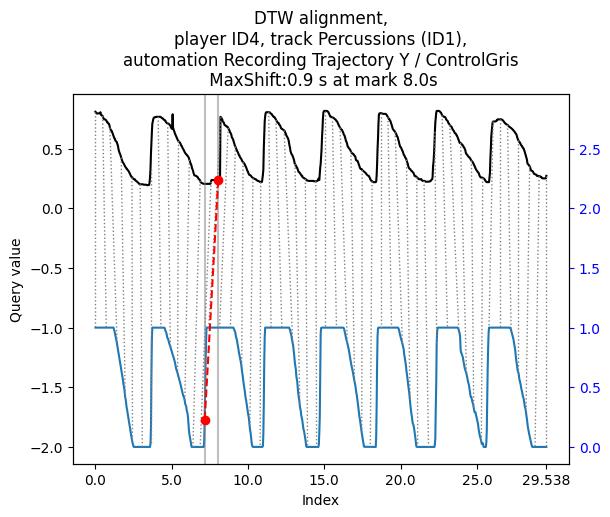 DTW alignment,
player ID4, track Percussions (ID1),
automation Recording Trajectory Y / ControlGris
MaxShift:0.9 s at mark 8.0s
Query value
0.5
0.0
−0.5
−1.0
−1.5
−2.0
2.5
2.0
1.5
1.0
0.5
0.0
0.0 5.0 10.0 15.0 20.0 25.0 29.538
Index